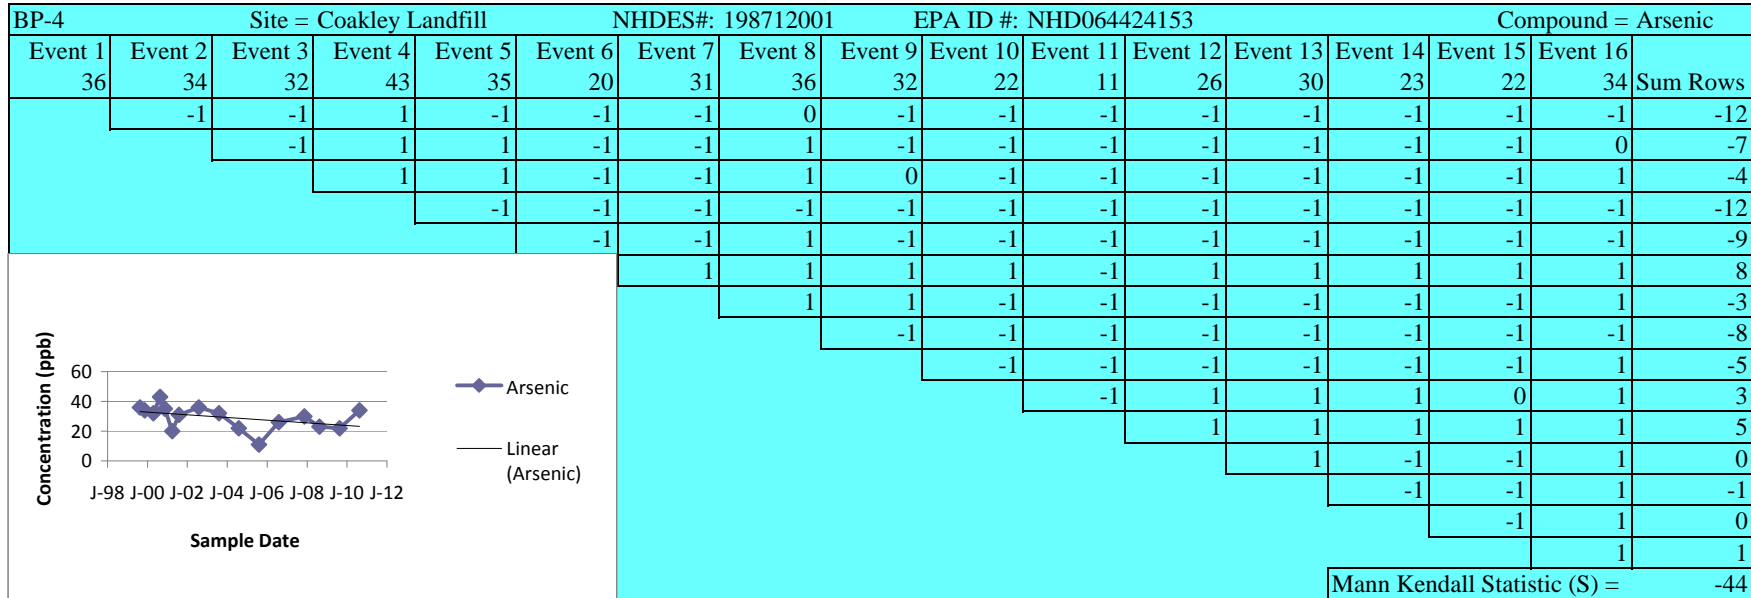 BP-4 Site = Coakley Landfill NHDES#: 198712001 EPA ID #: NHD064424153 Compound = Arsenic
Event 1 Event 2 Event 3 Event 4 Event 5 Event 6 Event 7 Event 8 Event 9 Event 10 Event 11 Event 12 Event 13 Event 14 Event 15 Event 16
36 34 32 43 35 20 31 36 32 22 11 26 30 23 22 34 Sum Rows
-1 -1 1 -1 -1 -1 0 -1 -1 -1 -1 -1 -1 -1 -1 -12
-1 1 1 -1 -1 1 -1 -1 -1 -1 -1 -1 -1 0 -7
1 1 -1 -1 1 0 -1 -1 -1 -1 -1 -1 1 -4
-1 -1 -1 -1 -1 -1 -1 -1 -1 -1 -1 -1 -12
-1 -1 1 -1 -1 -1 -1 -1 -1 -1 -1 -9
1 1 1 1 -1 1 1 1 1 1 8
1 1 -1 -1 -1 -1 -1 -1 1 -3
-1 -1 -1 -1 -1 -1 -1 -1 -8
-1 -1 -1 -1 -1 -1 1 -5
-1 1 1 1 0 1 3
1 1 1 1 1 5
1 -1 -1 1 0
-1 -1 1 -1
-1 1 0
1 1
Mann Kendall Statistic (S) = -44
Concentration (ppb)
60
40
20
0
J-98 J-00 J-02 J-04 J-06 J-08 J-10 J-12
Sample Date
Arsenic
Linear
(Arsenic)